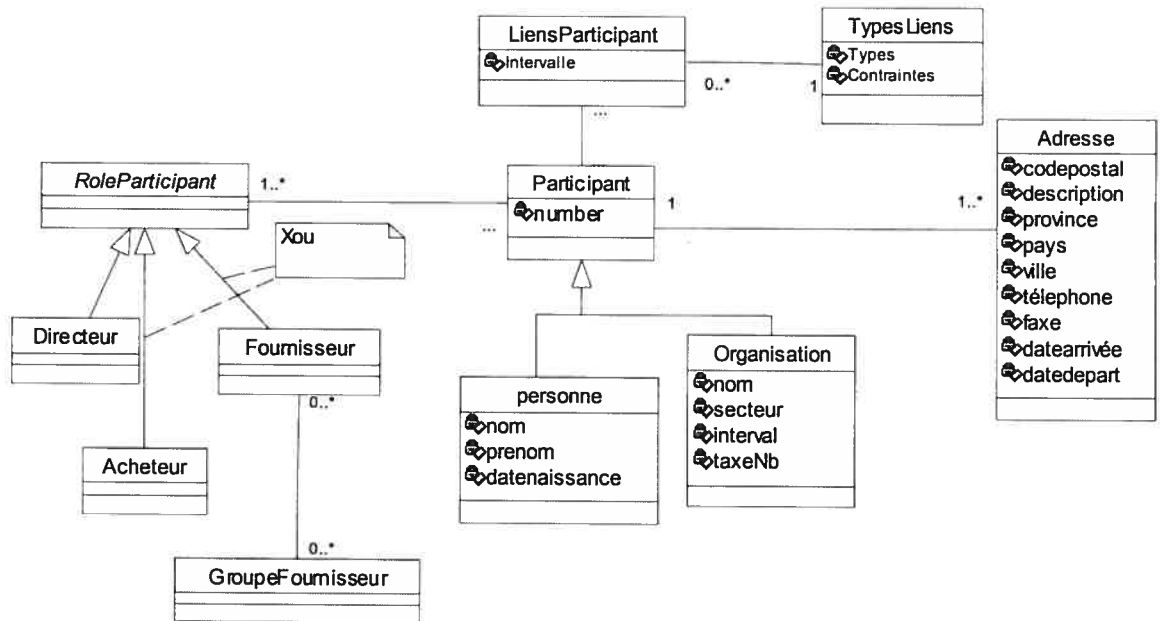 LiensParticipant
Intervalle
0..*
...
TypesLiens
Types
Contraintes
1
RoleParticipant
1..*
Participant
number
...
1
1..*
Adresse
codepostal
description
province
pays
ville
télephone
faxe
datearrivée
datedepart
Xou
Directeur
Fournisseur
0..*
Acheteur
personne
nom
prenom
datenaissance
Organisation
nom
secteur
interval
taxeNb
0..*
GroupeFournisseur